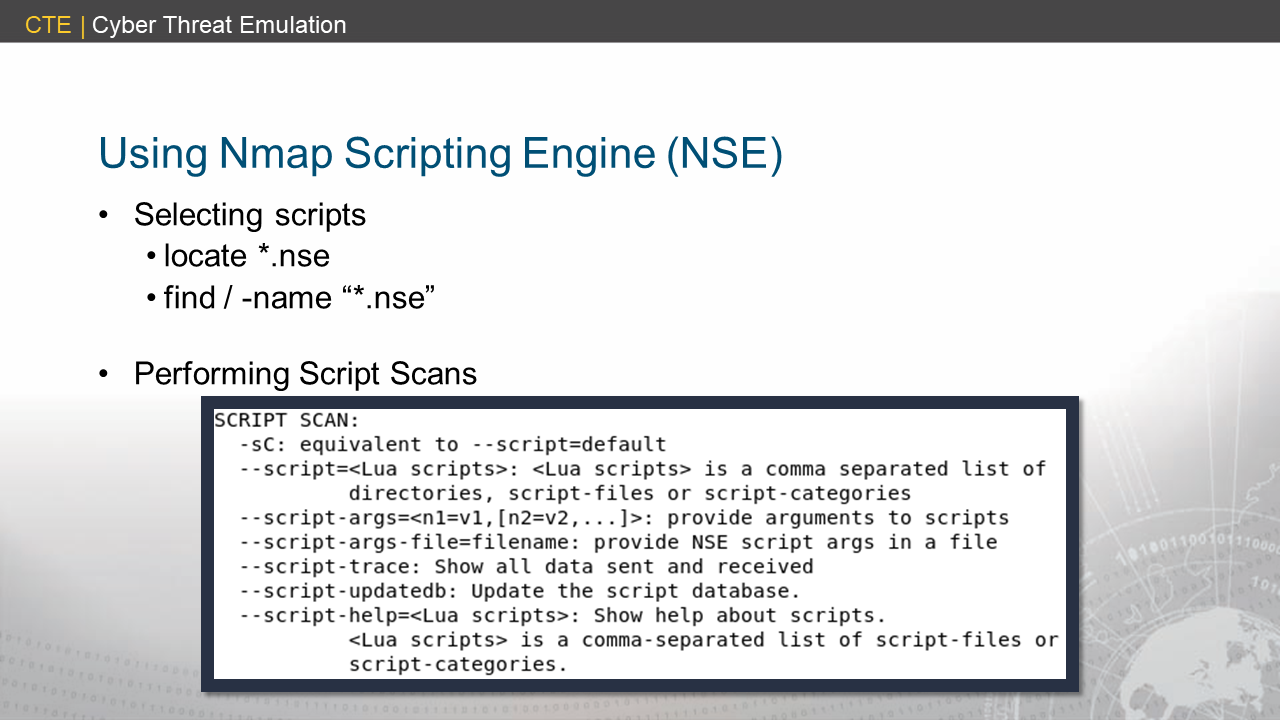 CTE | Cyber Threat Emulation
Using Nmap Scripting Engine (NSE)
• Selecting scripts
• locate *.nse
• find / -name “*.nse”
• Performing Script Scans
SCRIPT SCAN:
-sC: equivalent to --script=default
--script=<Lua scripts>: <Lua scripts> is a comma separated list of
directories, script-files or script-categories
--script-args=<n1=v1,[n2=v2,...]>: provide arguments to scripts
--script-args-file=filename: provide NSE script args in a file
--script-trace: Show all data sent and received
--script-updatedb: Update the script database.
--script-help=<Lua scripts>: Show help about scripts.
<Lua scripts> is a comma-separated list of script-files or
script-categories.